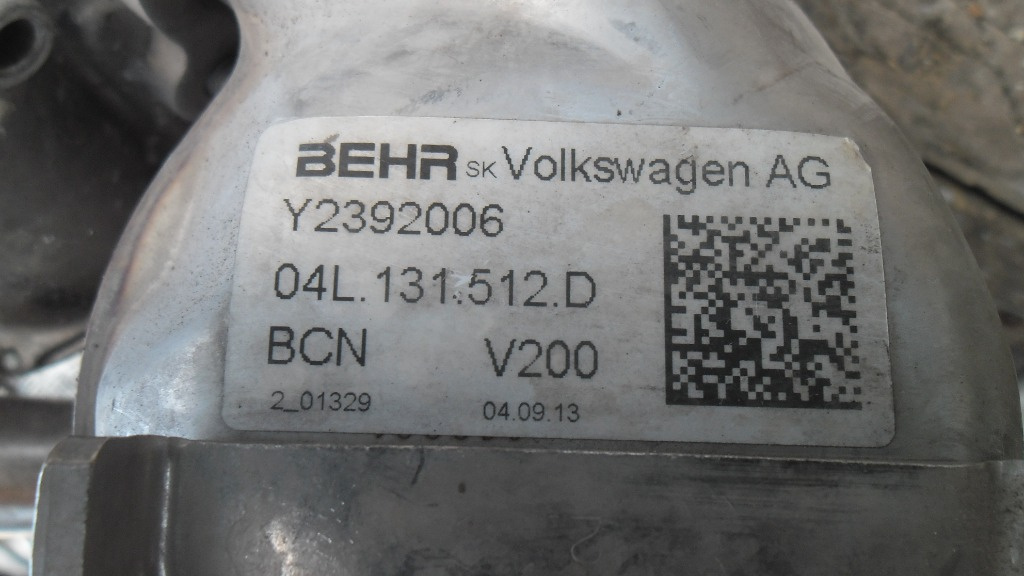 BEHR SK Volkswagen AG
Y2392006
04L.131.512.D
BCN V200
2_01329 04.09.13